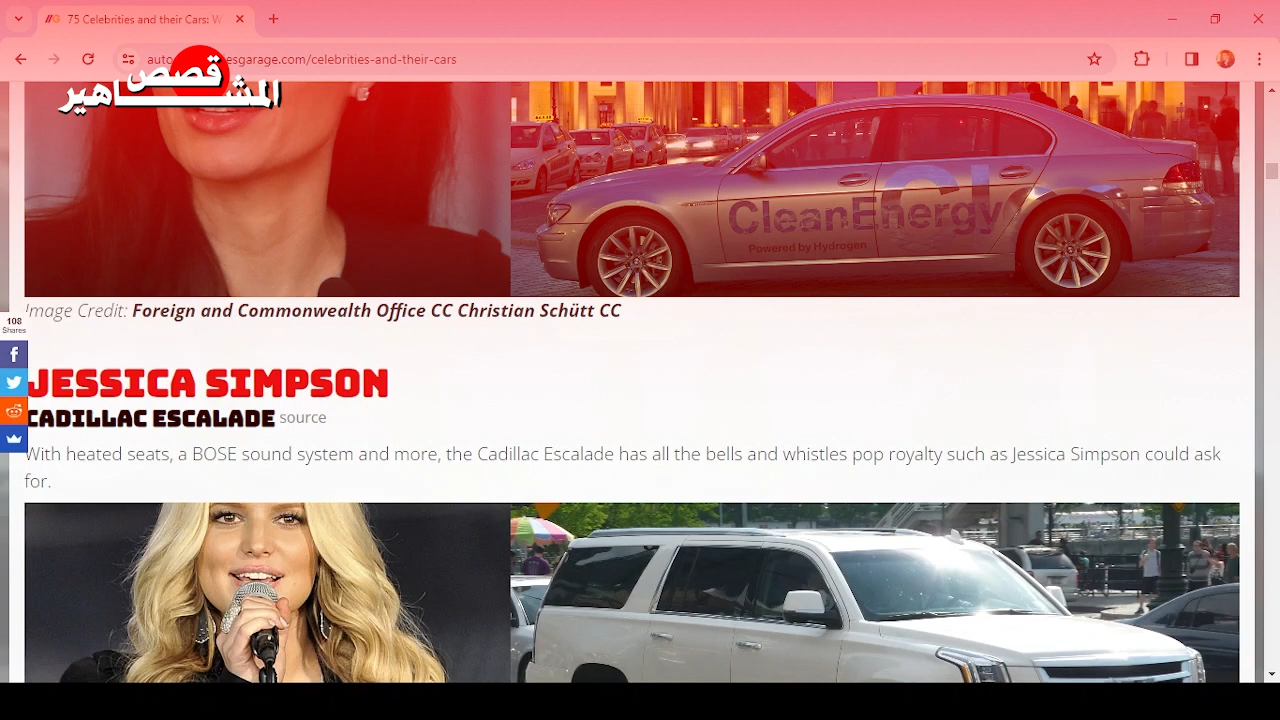 75 Celebrities and their Cars: W
esgarage.com/celebrities-and-their-cars
قصص
المشاهير
CleanEnergy
Powered by Hydrogen
Image Credit: Foreign and Commonwealth Office CC Christian Schütt CC
108
Shares
JESSICA SIMPSON
CADILLAC ESCALADE source
With heated seats, a BOSE sound system and more, the Cadillac Escalade has all the bells and whistles pop royalty such as Jessica Simpson could ask
for.